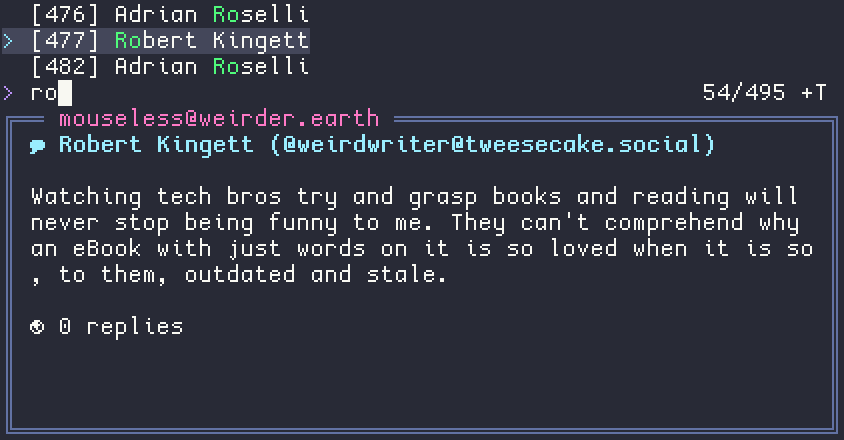 [476] Adrian Roselli
> [477] Robert Kingett
[482] Adrian Roselli
> ro 54/495 +T
mouseless@weirder.earth
Robert Kingett (@weirdwriter@tweesecake.social)
Watching tech bros try and grasp books and reading will
never stop being funny to me. They can't comprehend why
an eBook with just words on it is so loved when it is so
, to them, outdated and stale.
0 replies